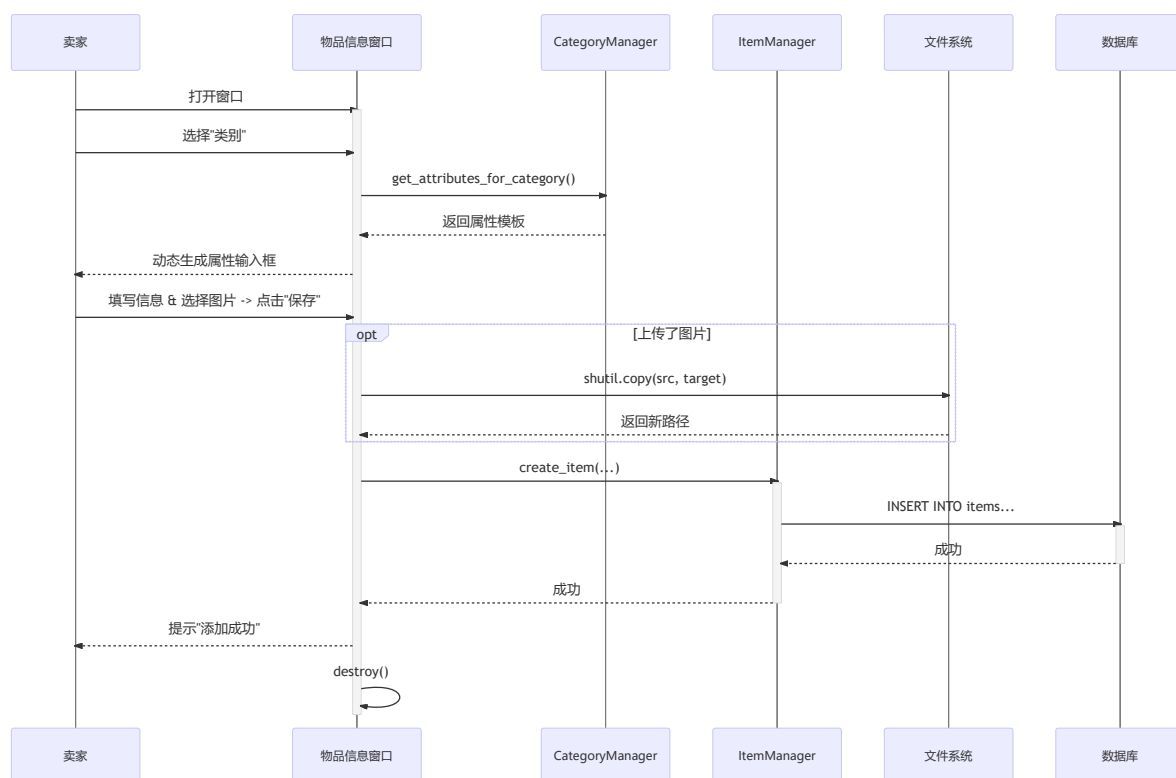 卖家
物品信息窗口
CategoryManager
ItemManager
文件系统
数据库
打开窗口
选择"类别"
get_attributes_for_category()
返回属性模板
动态生成属性输入框
填写信息 & 选择图片 -> 点击"保存"
opt
[上传了图片]
shutil.copy(src, target)
返回新路径
create_item(...)
INSERT INTO items...
成功
成功
提示"添加成功"
destroy()
卖家
物品信息窗口
CategoryManager
ItemManager
文件系统
数据库